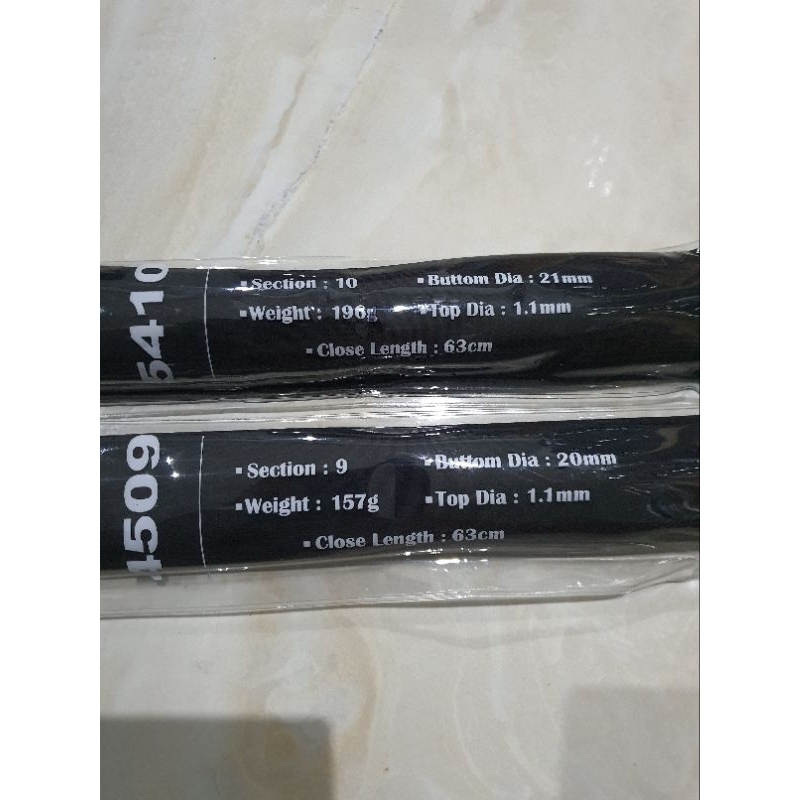 5410
▪Section : 10 ▪Buttom Dia : 21mm
▪Weight : 196g ▪Top Dia : 1.1mm
▪Close Length : 63cm
4509
▪Section : 9 ▪Buttom Dia : 20mm
▪Weight : 157g ▪Top Dia : 1.1mm
▪Close Length : 63cm